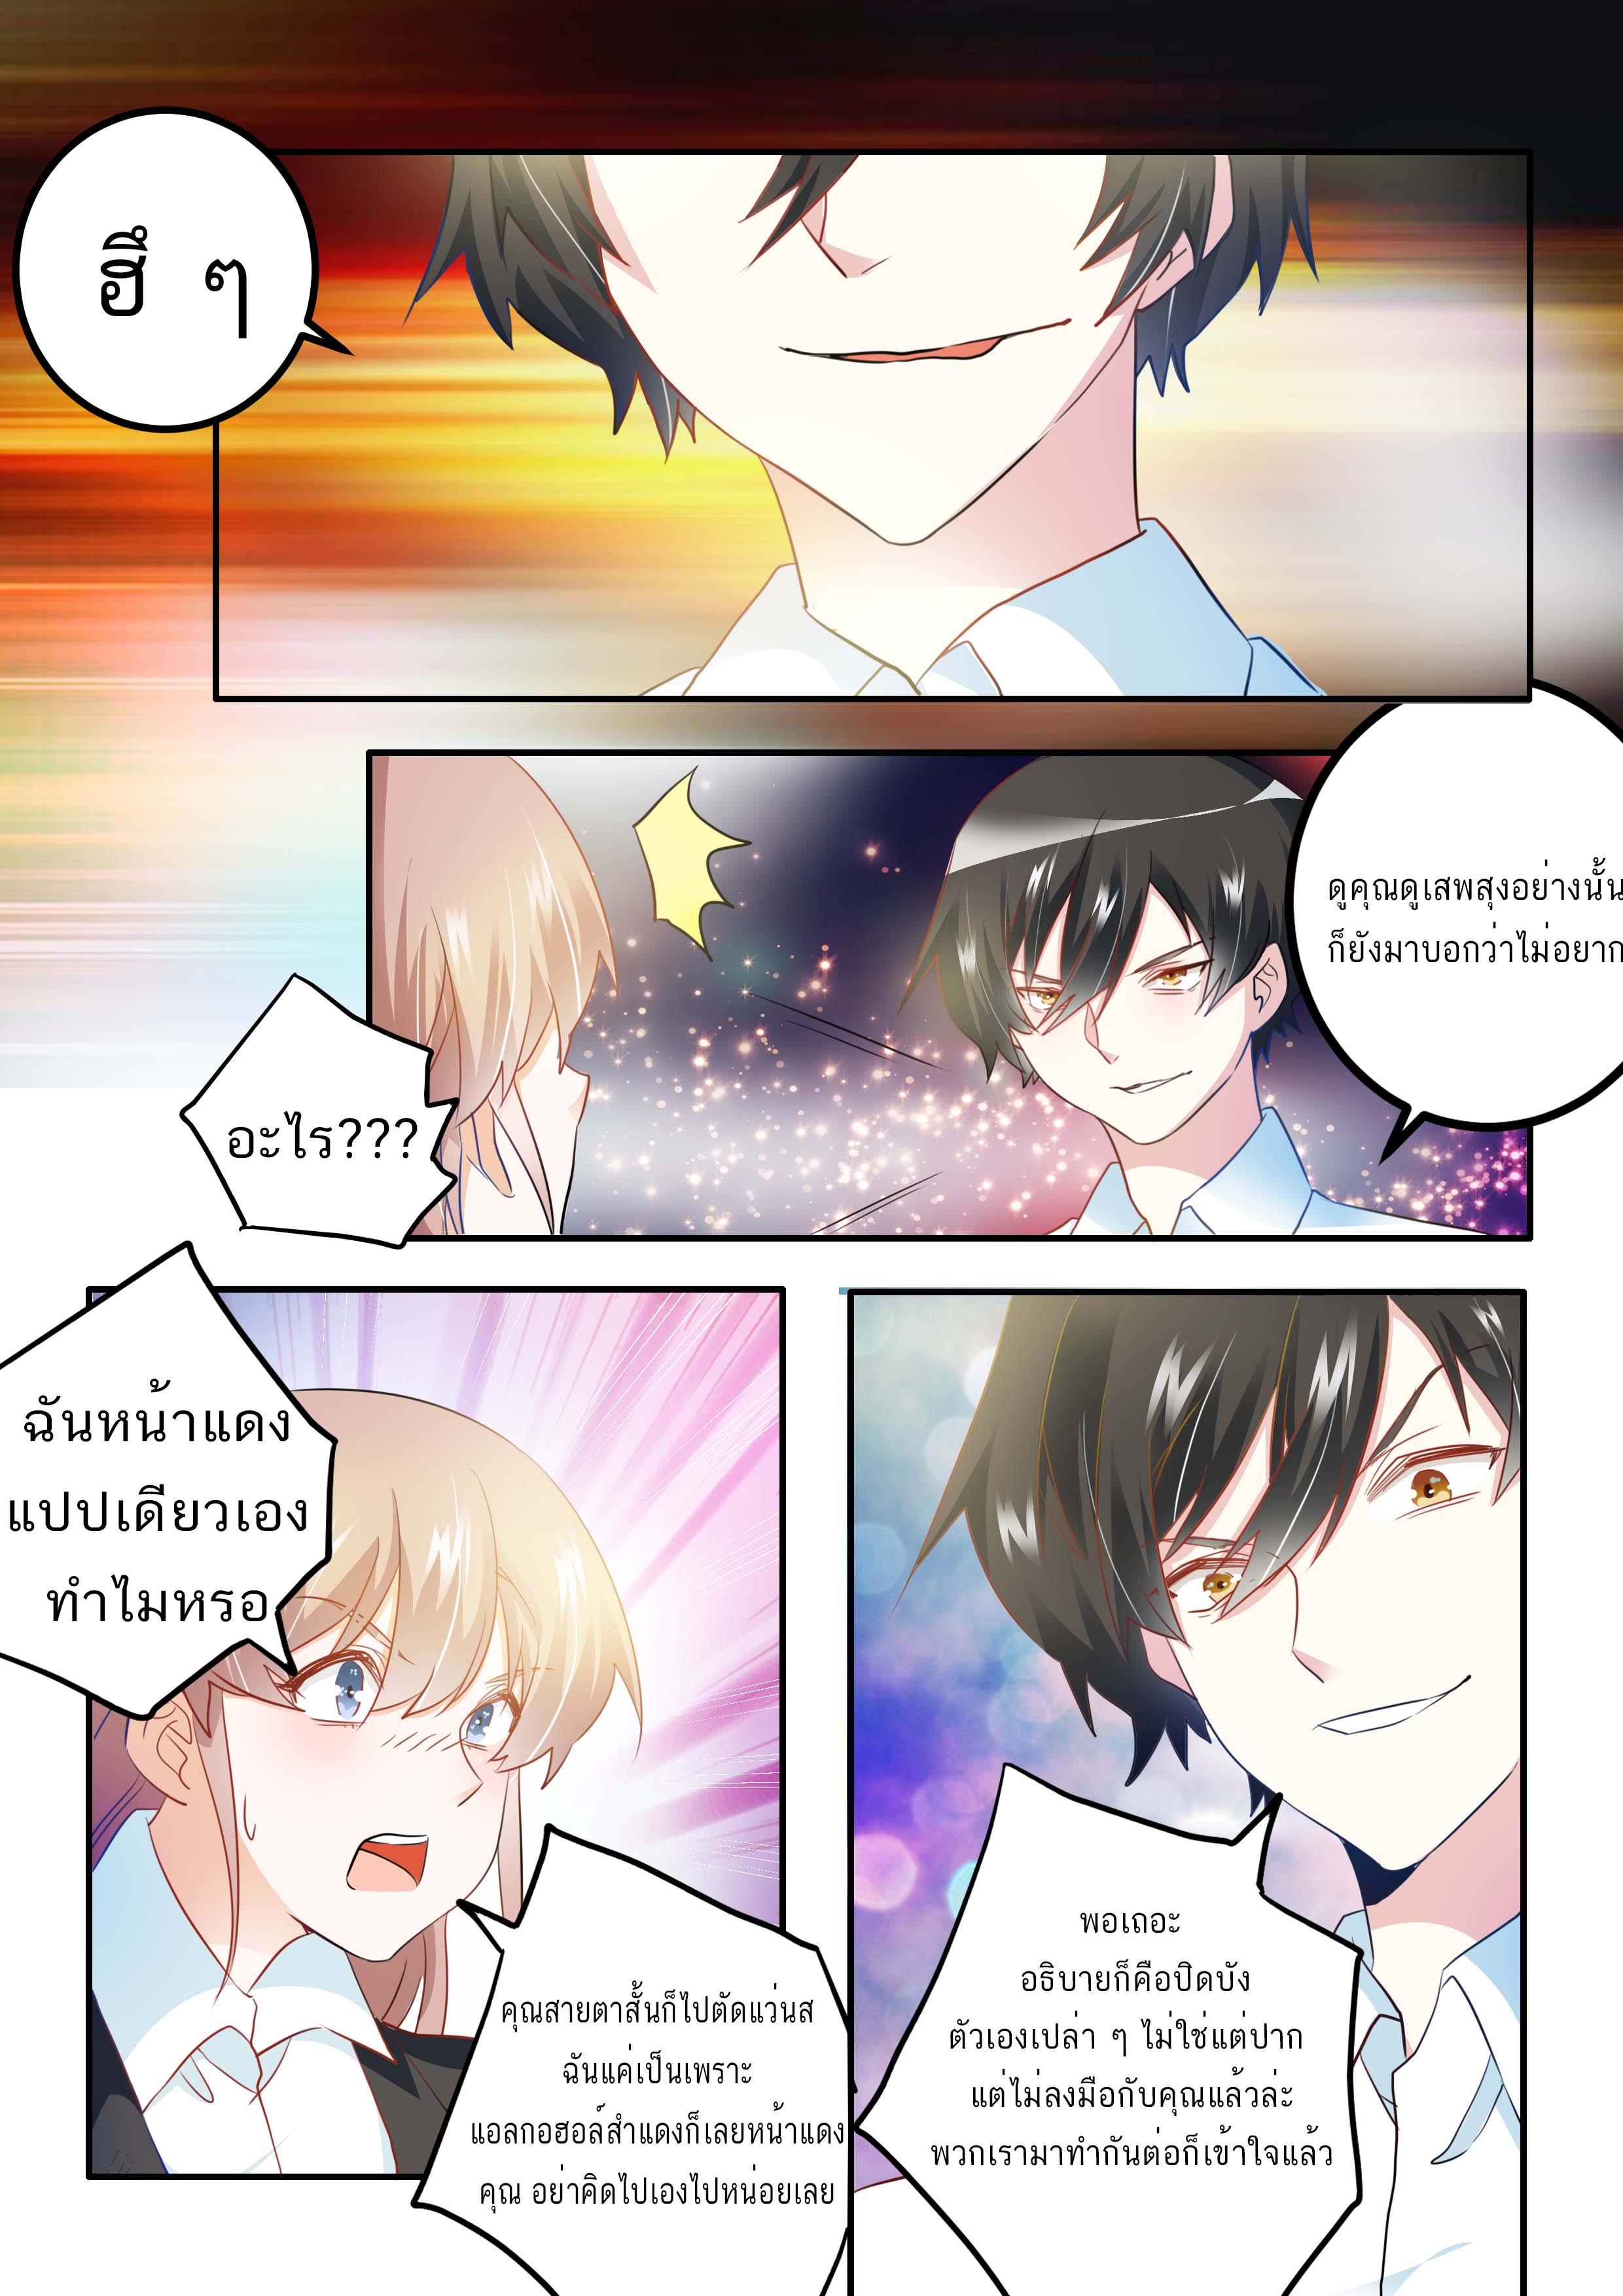 ฮึ ๆ
ดูคุณดูเสพสุงอย่างนั้น
ก็ยังมาบอกว่าไม่อยาก
อะไร???
ฉันหน้าแดง
แปปเดียวเอง
ทำไมหรอ
คุณสายตาสั้นก็ไปตัดแว่นส
ฉันแค่เป็นเพราะ
แอลกอฮอล์สำแดงก็เลยหน้าแดง
คุณ อย่าคิดไปเองไปหน่อยเลย
พอเถอะ
อธิบายก็คือปิดบัง
ตัวเองเปล่า ๆ ไม่ใช่แต่ปาก
แต่ไม่ลงมือกับคุณแล้วล่ะ
พวกเรามาทำกันต่อก็เข้าใจแล้ว